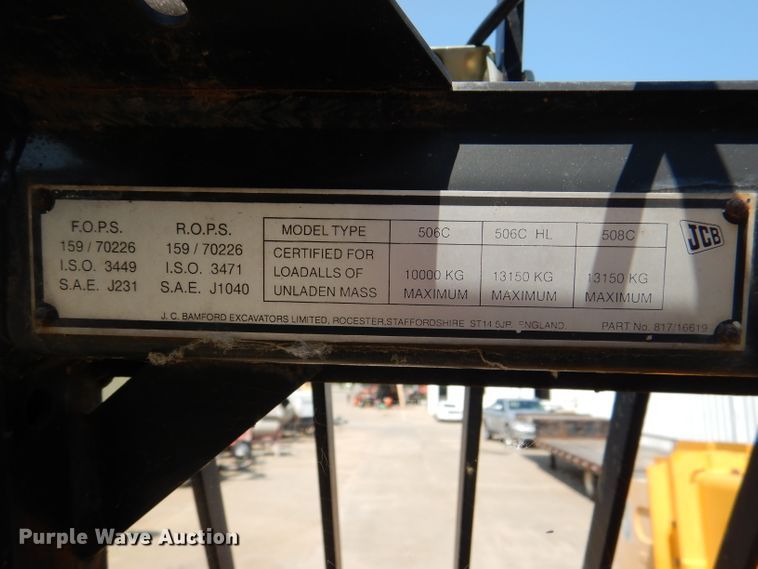 F.O.P.S.
159 / 70226
I.S.O. 3449
S.A.E. J231
R.O.P.S.
159 / 70226
I.S.O. 3471
S.A.E. J1040
MODEL TYPE 506C 506C HL 508C
CERTIFIED FOR
LOADALLS OF
UNLADEN MASS
10000 KG
MAXIMUM
13150 KG
MAXIMUM
13150 KG
MAXIMUM
JCB
J. C. BAMFORD EXCAVATORS LIMITED, ROCESTER, STAFFORDSHIRE ST14 5JP, ENGLAND. PART No. 817/16619
Purple Wave Auction